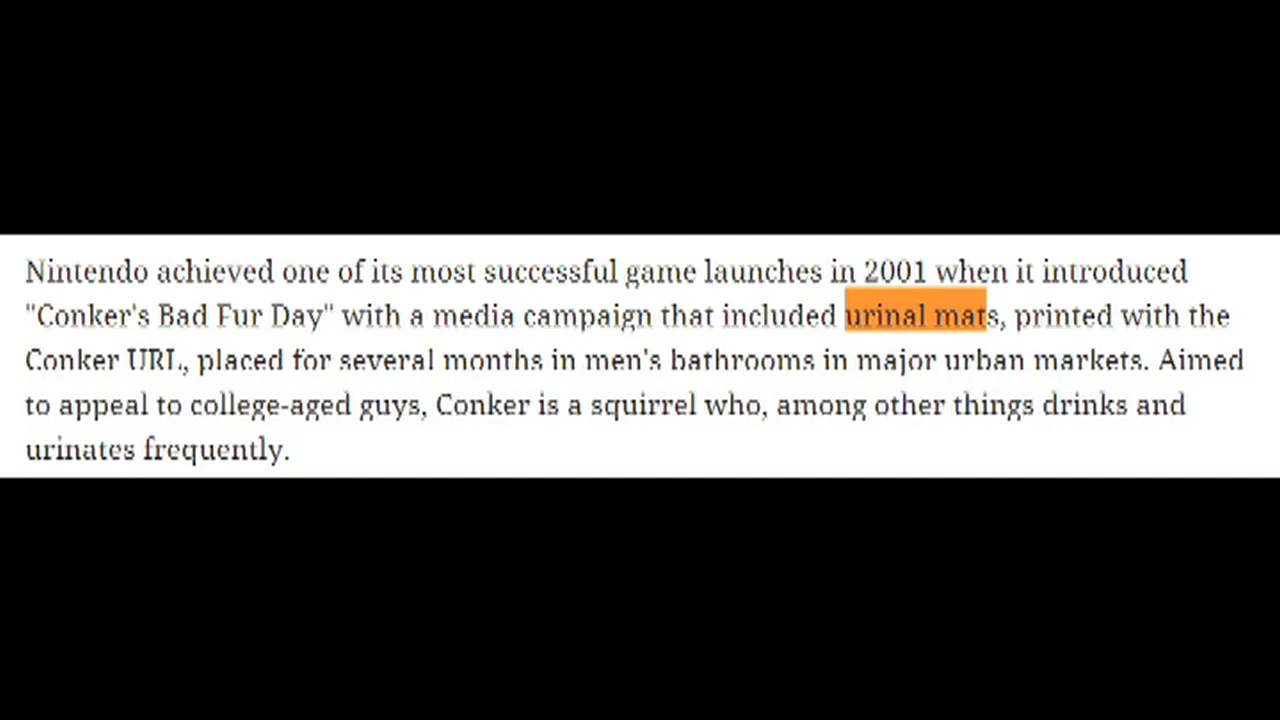 Nintendo achieved one of its most successful game launches in 2001 when it introduced
"Conker's Bad Fur Day" with a media campaign that included urinal mats, printed with the
Conker URL, placed for several months in men's bathrooms in major urban markets. Aimed
to appeal to college-aged guys, Conker is a squirrel who, among other things drinks and
urinates frequently.